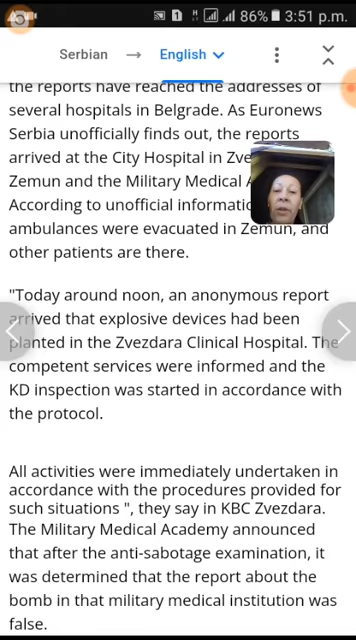 86% 3:51 p.m.
Serbian → English
the reports have reached the addresses of
several hospitals in Belgrade. As Euronews
Serbia unofficially finds out, the reports
arrived at the City Hospital in
Zemun and the Military Medical
According to unofficial
ambulances were evacuated in Zemun, and
other patients are there.
"Today around noon, an anonymous report
arrived that explosive devices had been
planted in the Zvezdara Clinical Hospital. The
competent services were informed and the
KD inspection was started in accordance with
the protocol.
All activities were immediately undertaken in
accordance with the procedures provided for
such situations ", they say in KBC Zvezdara.
The Military Medical Academy announced
that after the anti-sabotage examination, it
was determined that the report about the
bomb in that military medical institution was
false.